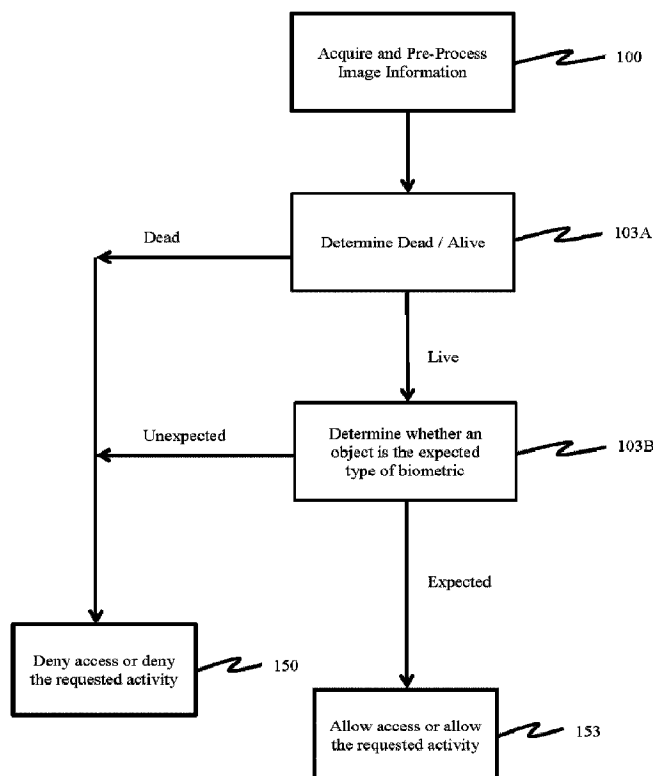 Acquire and Pre-Process
Image Information
100
Dead
Determine Dead / Alive
103A
Live
Unexpected
Determine whether an
object is the expected
type of biometric
103B
Expected
Deny access or deny
the requested activity
150
Allow access or allow
the requested activity
153